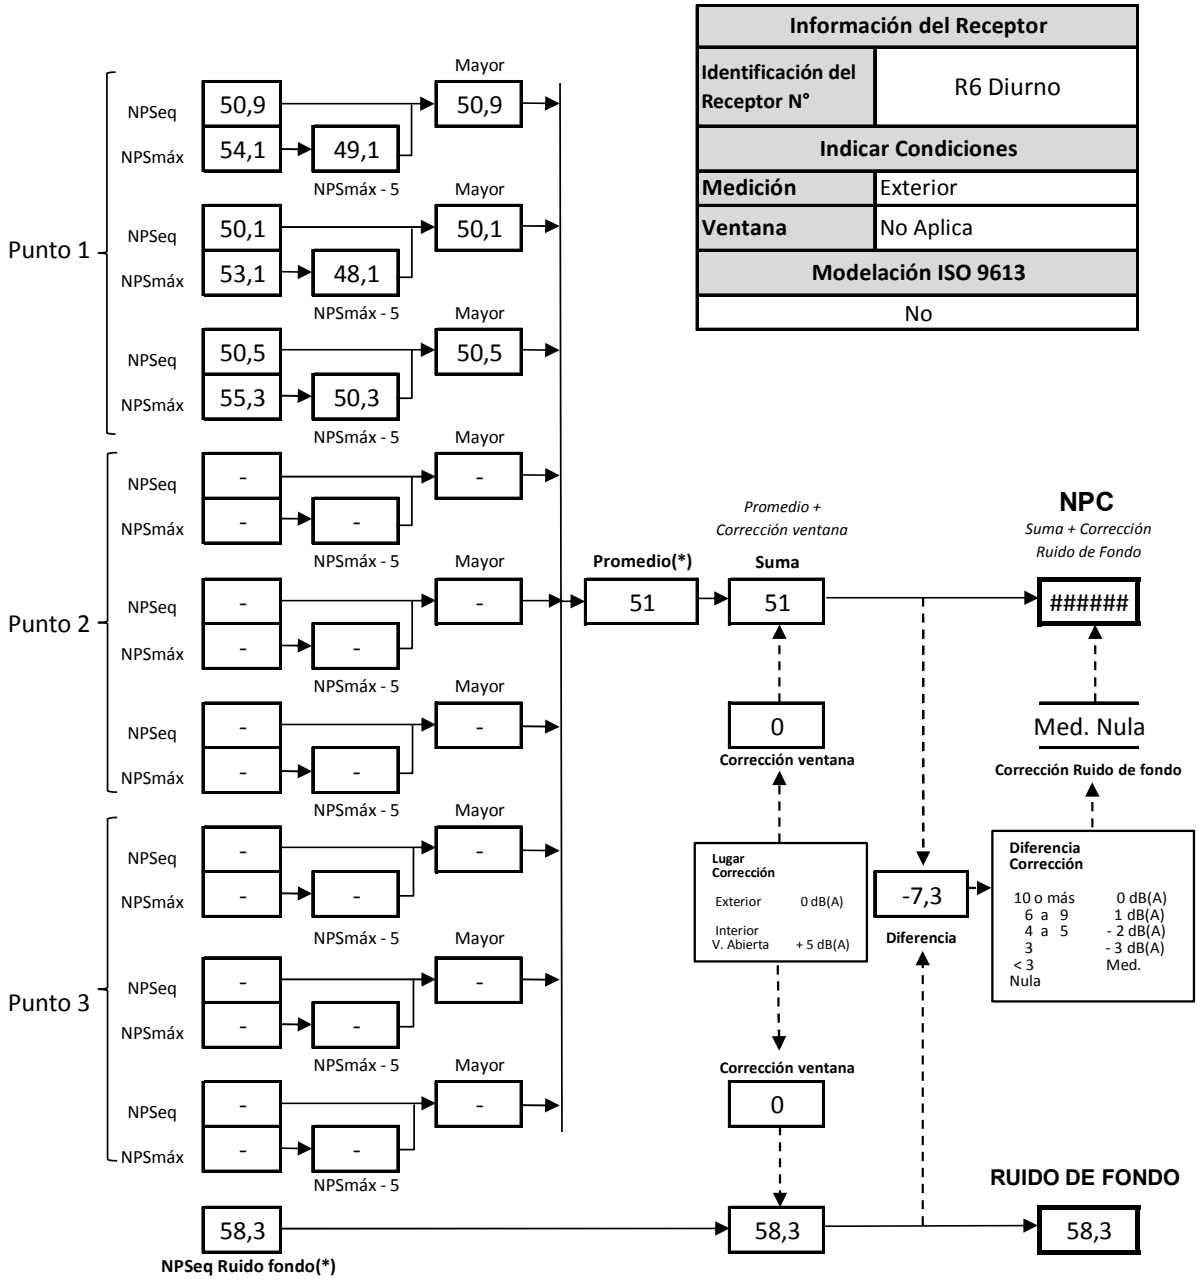 Información del Receptor
Identificación del
Receptor N°
R6 Diurno
Indicar Condiciones
Medición
Exterior
Ventana
No Aplica
Modelación ISO 9613
No
Punto 1
Mayor
NPSeq
50,9
50,9
NPSmáx
54,1
49,1
NPSmáx - 5
Mayor
NPSeq
50,1
50,1
NPSmáx
53,1
48,1
NPSmáx - 5
Mayor
NPSeq
50,5
50,5
NPSmáx
55,3
50,3
NPSmáx - 5
Punto 2
Mayor
NPSeq
-
-
NPSmáx
-
-
NPSmáx - 5
Mayor
NPSeq
-
-
NPSmáx
-
-
NPSmáx - 5
Mayor
NPSeq
-
-
NPSmáx
-
-
NPSmáx - 5
Punto 3
Mayor
NPSeq
-
-
NPSmáx
-
-
NPSmáx - 5
Mayor
NPSeq
-
-
NPSmáx
-
-
NPSmáx - 5
Mayor
NPSeq
-
-
NPSmáx
-
-
NPSmáx - 5
58,3
NPSeq Ruido fondo(*)
Promedio(*)
51
Promedio +
Corrección ventana
Suma
51
0
Corrección ventana
Lugar
Corrección
Exterior 0 dB(A)
Interior
V. Abierta + 5 dB(A)
Corrección ventana
0
58,3
-7,3
Diferencia
NPC
Suma + Corrección
Ruido de Fondo
######
Med. Nula
Corrección Ruido de fondo
Diferencia
Corrección
10 o más 0 dB(A)
6 a 9 1 dB(A)
4 a 5 - 2 dB(A)
3 - 3 dB(A)
< 3 Med.
Nula
RUIDO DE FONDO
58,3